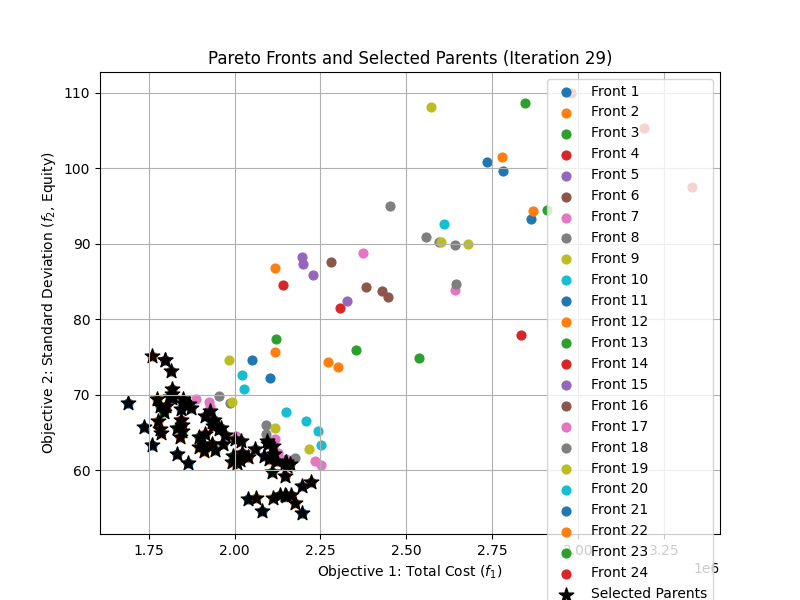 Pareto Fronts and Selected Parents (Iteration 29)
Objective 2: Standard Deviation (f₂, Equity)
110
100
90
80
70
60
1.75
2.00
2.25
2.50
2.75
3.00
3.25
1e6
Objective 1: Total Cost (f₁)
Front 1
Front 2
Front 3
Front 4
Front 5
Front 6
Front 7
Front 8
Front 9
Front 10
Front 11
Front 12
Front 13
Front 14
Front 15
Front 16
Front 17
Front 18
Front 19
Front 20
Front 21
Front 22
Front 23
Front 24
Selected Parents